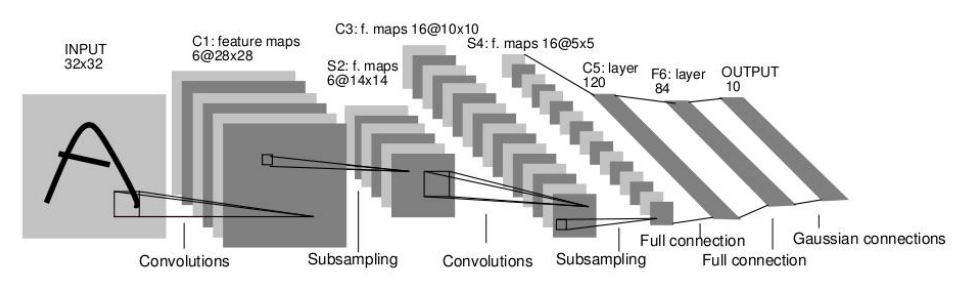 INPUT
32x32
C1: feature maps
6@28x28
S2: f. maps
6@14x14
C3: f. maps 16@10x10
S4: f. maps 16@5x5
C5: layer
120
F6: layer
84
OUTPUT
10
Convolutions
Subsampling
Convolutions
Subsampling
Full connection
Full connection
Gaussian connections